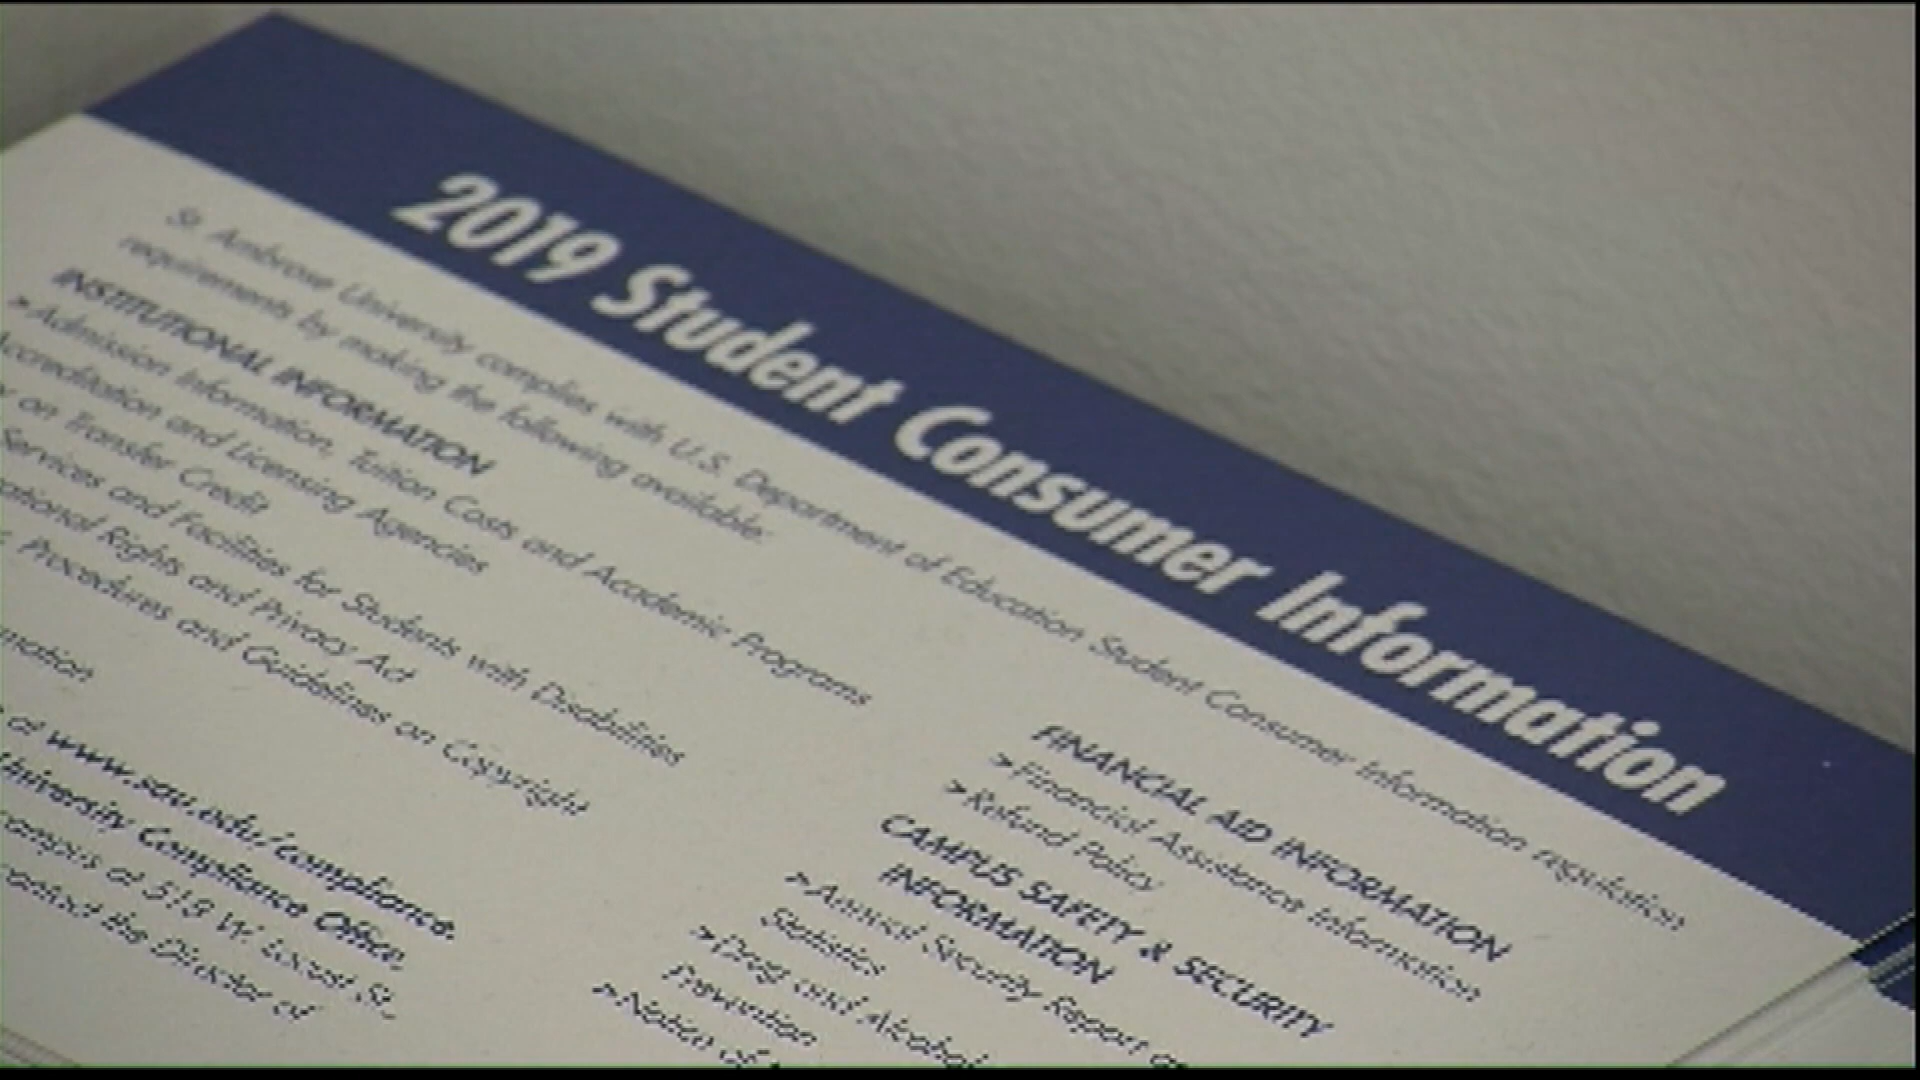 2019 Student Consumer Information
St. Ambrose University complies with U.S. Department of Education Student Consumer Information regulation
requirements by making the following available:
INSTITUTIONAL INFORMATION
>Admission Information, Tuition Costs and Academic Programs
Accreditation and Licensing Agencies
on Transfer Credit
Services and Facilities for Students with Disabilities
Rights and Privacy Act
Procedures and Guidelines on Copyright
at www.sau.edu/compliance.
University Compliance Office,
at 518 W. Locust St.,
contact the Director of
FINANCIAL AID INFORMATION
>Financial Assistance Information
>Refund Policy
CAMPUS SAFETY & SECURITY
INFORMATION
>Annual Security Report
Statistics
>Drug and Alcohol
Prevention
>Notice of